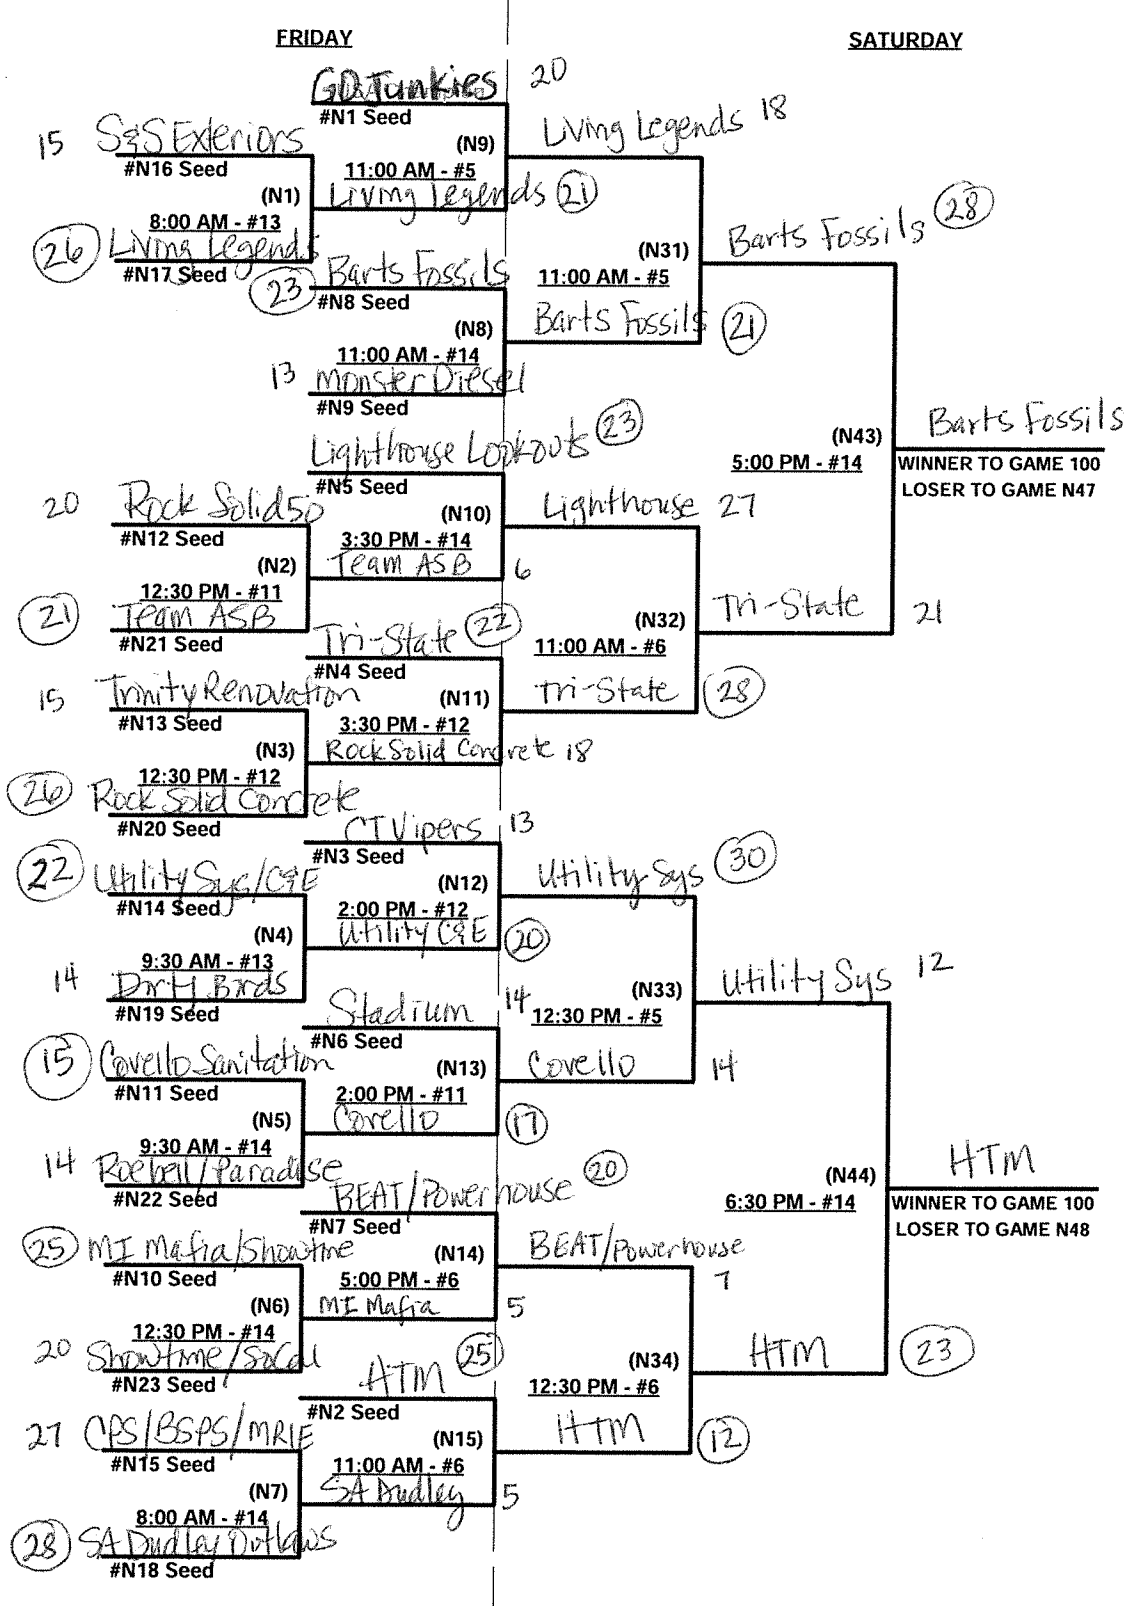 FRIDAY
SATURDAY
GD Junkies 20
#N1 Seed
(N9)
Living Legends 18
15 S&S Exteriors
#N16 Seed
11:00 AM - #5
(N1)
Living Legends 21
8:00 AM - #13
26 Living Legends
#N17 Seed
Barts Fossils 28
(N31)
11:00 AM - #5
23 Barts Fossils
#N8 Seed
(N8)
Barts Fossils 21
11:00 AM - #14
13 Monster Diesel
#N9 Seed
Barts Fossils
(N43)
5:00 PM - #14
WINNER TO GAME 100
LOSER TO GAME N47
Lighthouse Lookouts 23
#N5 Seed
20 Rock Solid 50
#N12 Seed
(N10)
Lighthouse 27
3:30 PM - #14
(N2)
Team ASB 6
12:30 PM - #11
21 Team ASB
#N21 Seed
Tri-State 21
(N32)
11:00 AM - #6
Tri-State 22
#N4 Seed
15 Trinity Renovation
#N13 Seed
(N11)
Tri-State 28
3:30 PM - #12
(N3)
Rock Solid Concrete 18
12:30 PM - #12
26 Rock Solid Concrete
#N20 Seed
CT Vipers 13
#N3 Seed
22 Utility Sys/C&E
#N14 Seed
(N12)
Utility Sys 30
2:00 PM - #12
(N4)
Utility C&E 20
9:30 AM - #13
14 Dirty Birds
#N19 Seed
Utility Sys 12
(N33)
12:30 PM - #5
Stadium 14
#N6 Seed
15 Covello Sanitation
#N11 Seed
(N13)
Covello 14
2:00 PM - #11
(N5)
Covello 17
9:30 AM - #14
14 Roebell/Paradise
#N22 Seed
HTM
(N44)
6:30 PM - #14
WINNER TO GAME 100
LOSER TO GAME N48
BEAT/Powerhouse 20
#N7 Seed
25 MI Mafia/Showtime
#N10 Seed
(N14)
BEAT/Powerhouse 7
5:00 PM - #6
(N6)
MI Mafia 5
12:30 PM - #14
20 Showtime/SoCal
#N23 Seed
HTM 23
(N34)
12:30 PM - #6
HTM 25
#N2 Seed
27 CPS/BSPS/MRIE
#N15 Seed
(N15)
HTM 12
11:00 AM - #6
(N7)
SA Dudley 5
8:00 AM - #14
28 SA Dudley Outlaws
#N18 Seed